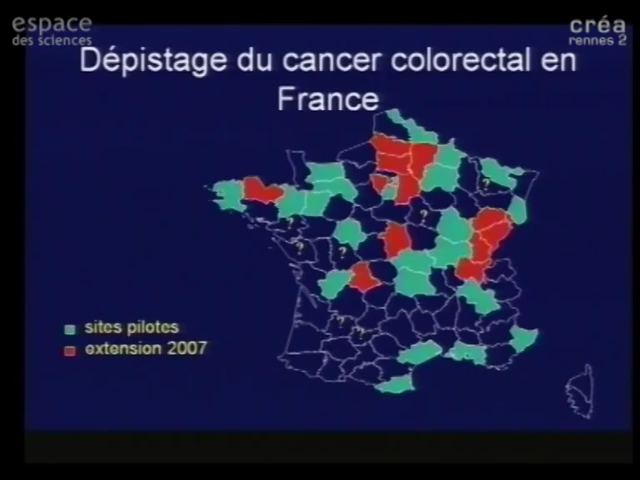 espace
des sciences
créa
rennes 2
Dépistage du cancer colorectal en
France
?
?
?
?
?
?
?
sites pilotes
extension 2007